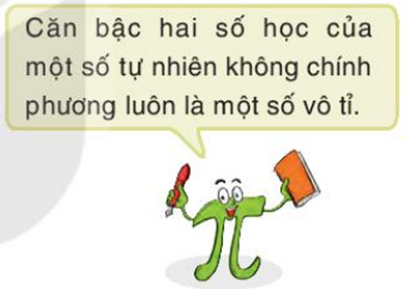 Căn bậc hai số học của
một số tự nhiên không chính
phương luôn là một số vô tỉ.